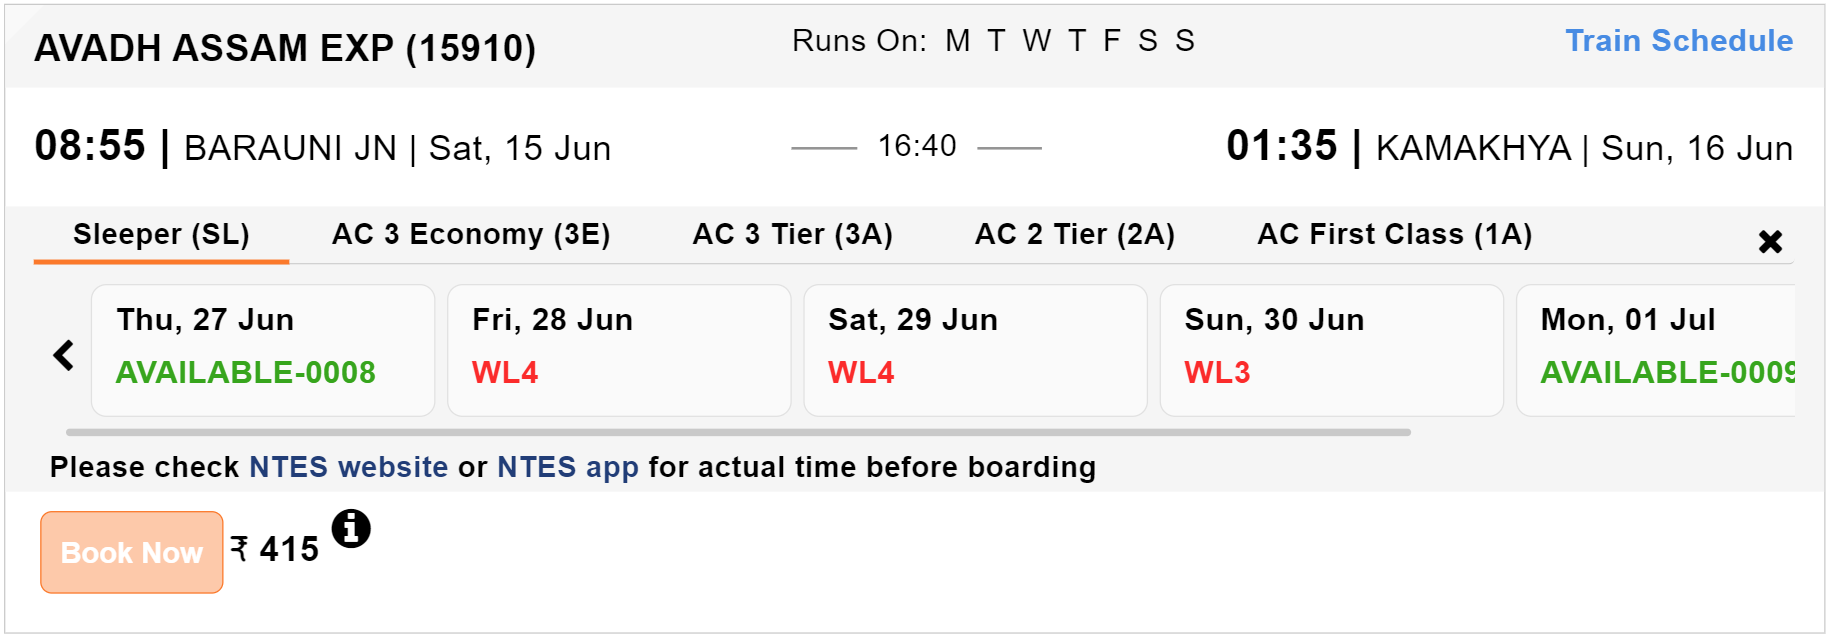 AVADH ASSAM EXP (15910) Runs On: M T W T F S S Train Schedule
08:55 | BARAUNI JN | Sat, 15 Jun — 16:40 — 01:35 | KAMAKHYA | Sun, 16 Jun
Sleeper (SL) AC 3 Economy (3E) AC 3 Tier (3A) AC 2 Tier (2A) AC First Class (1A)
Thu, 27 Jun Fri, 28 Jun Sat, 29 Jun Sun, 30 Jun Mon, 01 Jul
AVAILABLE-0008 WL4 WL4 WL3 AVAILABLE-0009
Please check NTES website or NTES app for actual time before boarding
Book Now ₹ 415